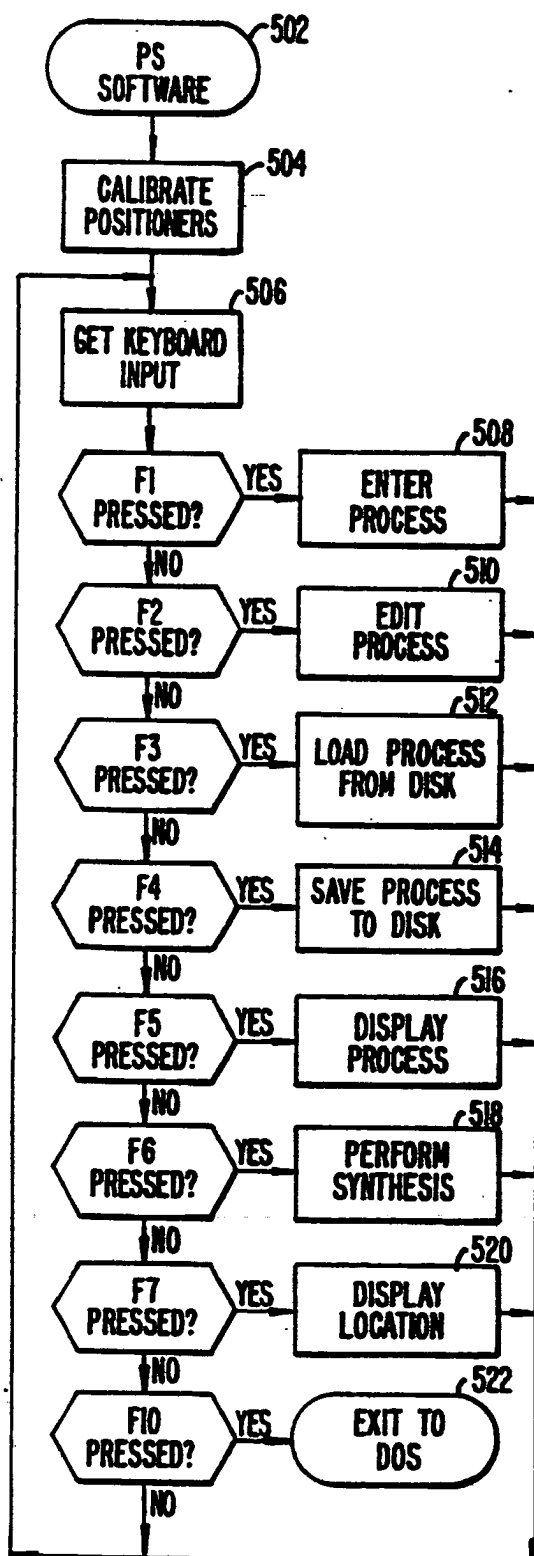 502
PS
SOFTWARE
504
CALIBRATE
POSITIONERS
506
GET KEYBOARD
INPUT
508
F1
PRESSED?
YES
ENTER
PROCESS
NO
510
F2
PRESSED?
YES
EDIT
PROCESS
NO
512
F3
PRESSED?
YES
LOAD PROCESS
FROM DISK
NO
514
F4
PRESSED?
YES
SAVE PROCESS
TO DISK
NO
516
F5
PRESSED?
YES
DISPLAY
PROCESS
NO
518
F6
PRESSED?
YES
PERFORM
SYNTHESIS
NO
520
F7
PRESSED?
YES
DISPLAY
LOCATION
NO
522
F10
PRESSED?
YES
EXIT TO
DOS
NO